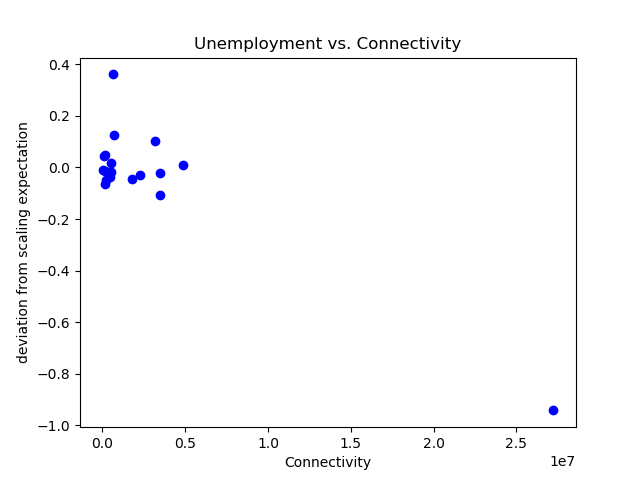 Unemployment vs. Connectivity
deviation from scaling expectation
0.4
0.2
0.0
−0.2
−0.4
−0.6
−0.8
−1.0
0.0 0.5 1.0 1.5 2.0 2.5
1e7
Connectivity